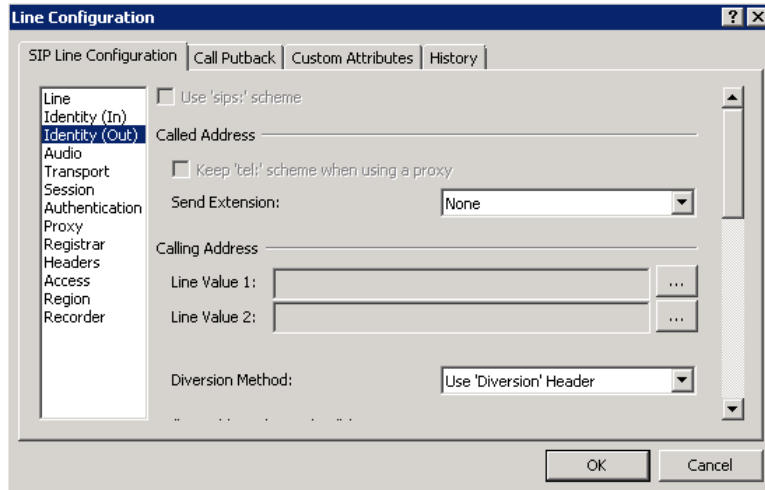 Line Configuration
SIP Line Configuration
Call Putback
Custom Attributes
History
Line
Identity (In)
Identity (Out)
Audio
Transport
Session
Authentication
Proxy
Registrar
Headers
Access
Region
Recorder
Use 'sips:' scheme
Called Address
Keep 'tel:' scheme when using a proxy
Send Extension: None
Calling Address
Line Value 1: ...
Line Value 2: ...
Diversion Method: Use 'Diversion' Header
OK
Cancel